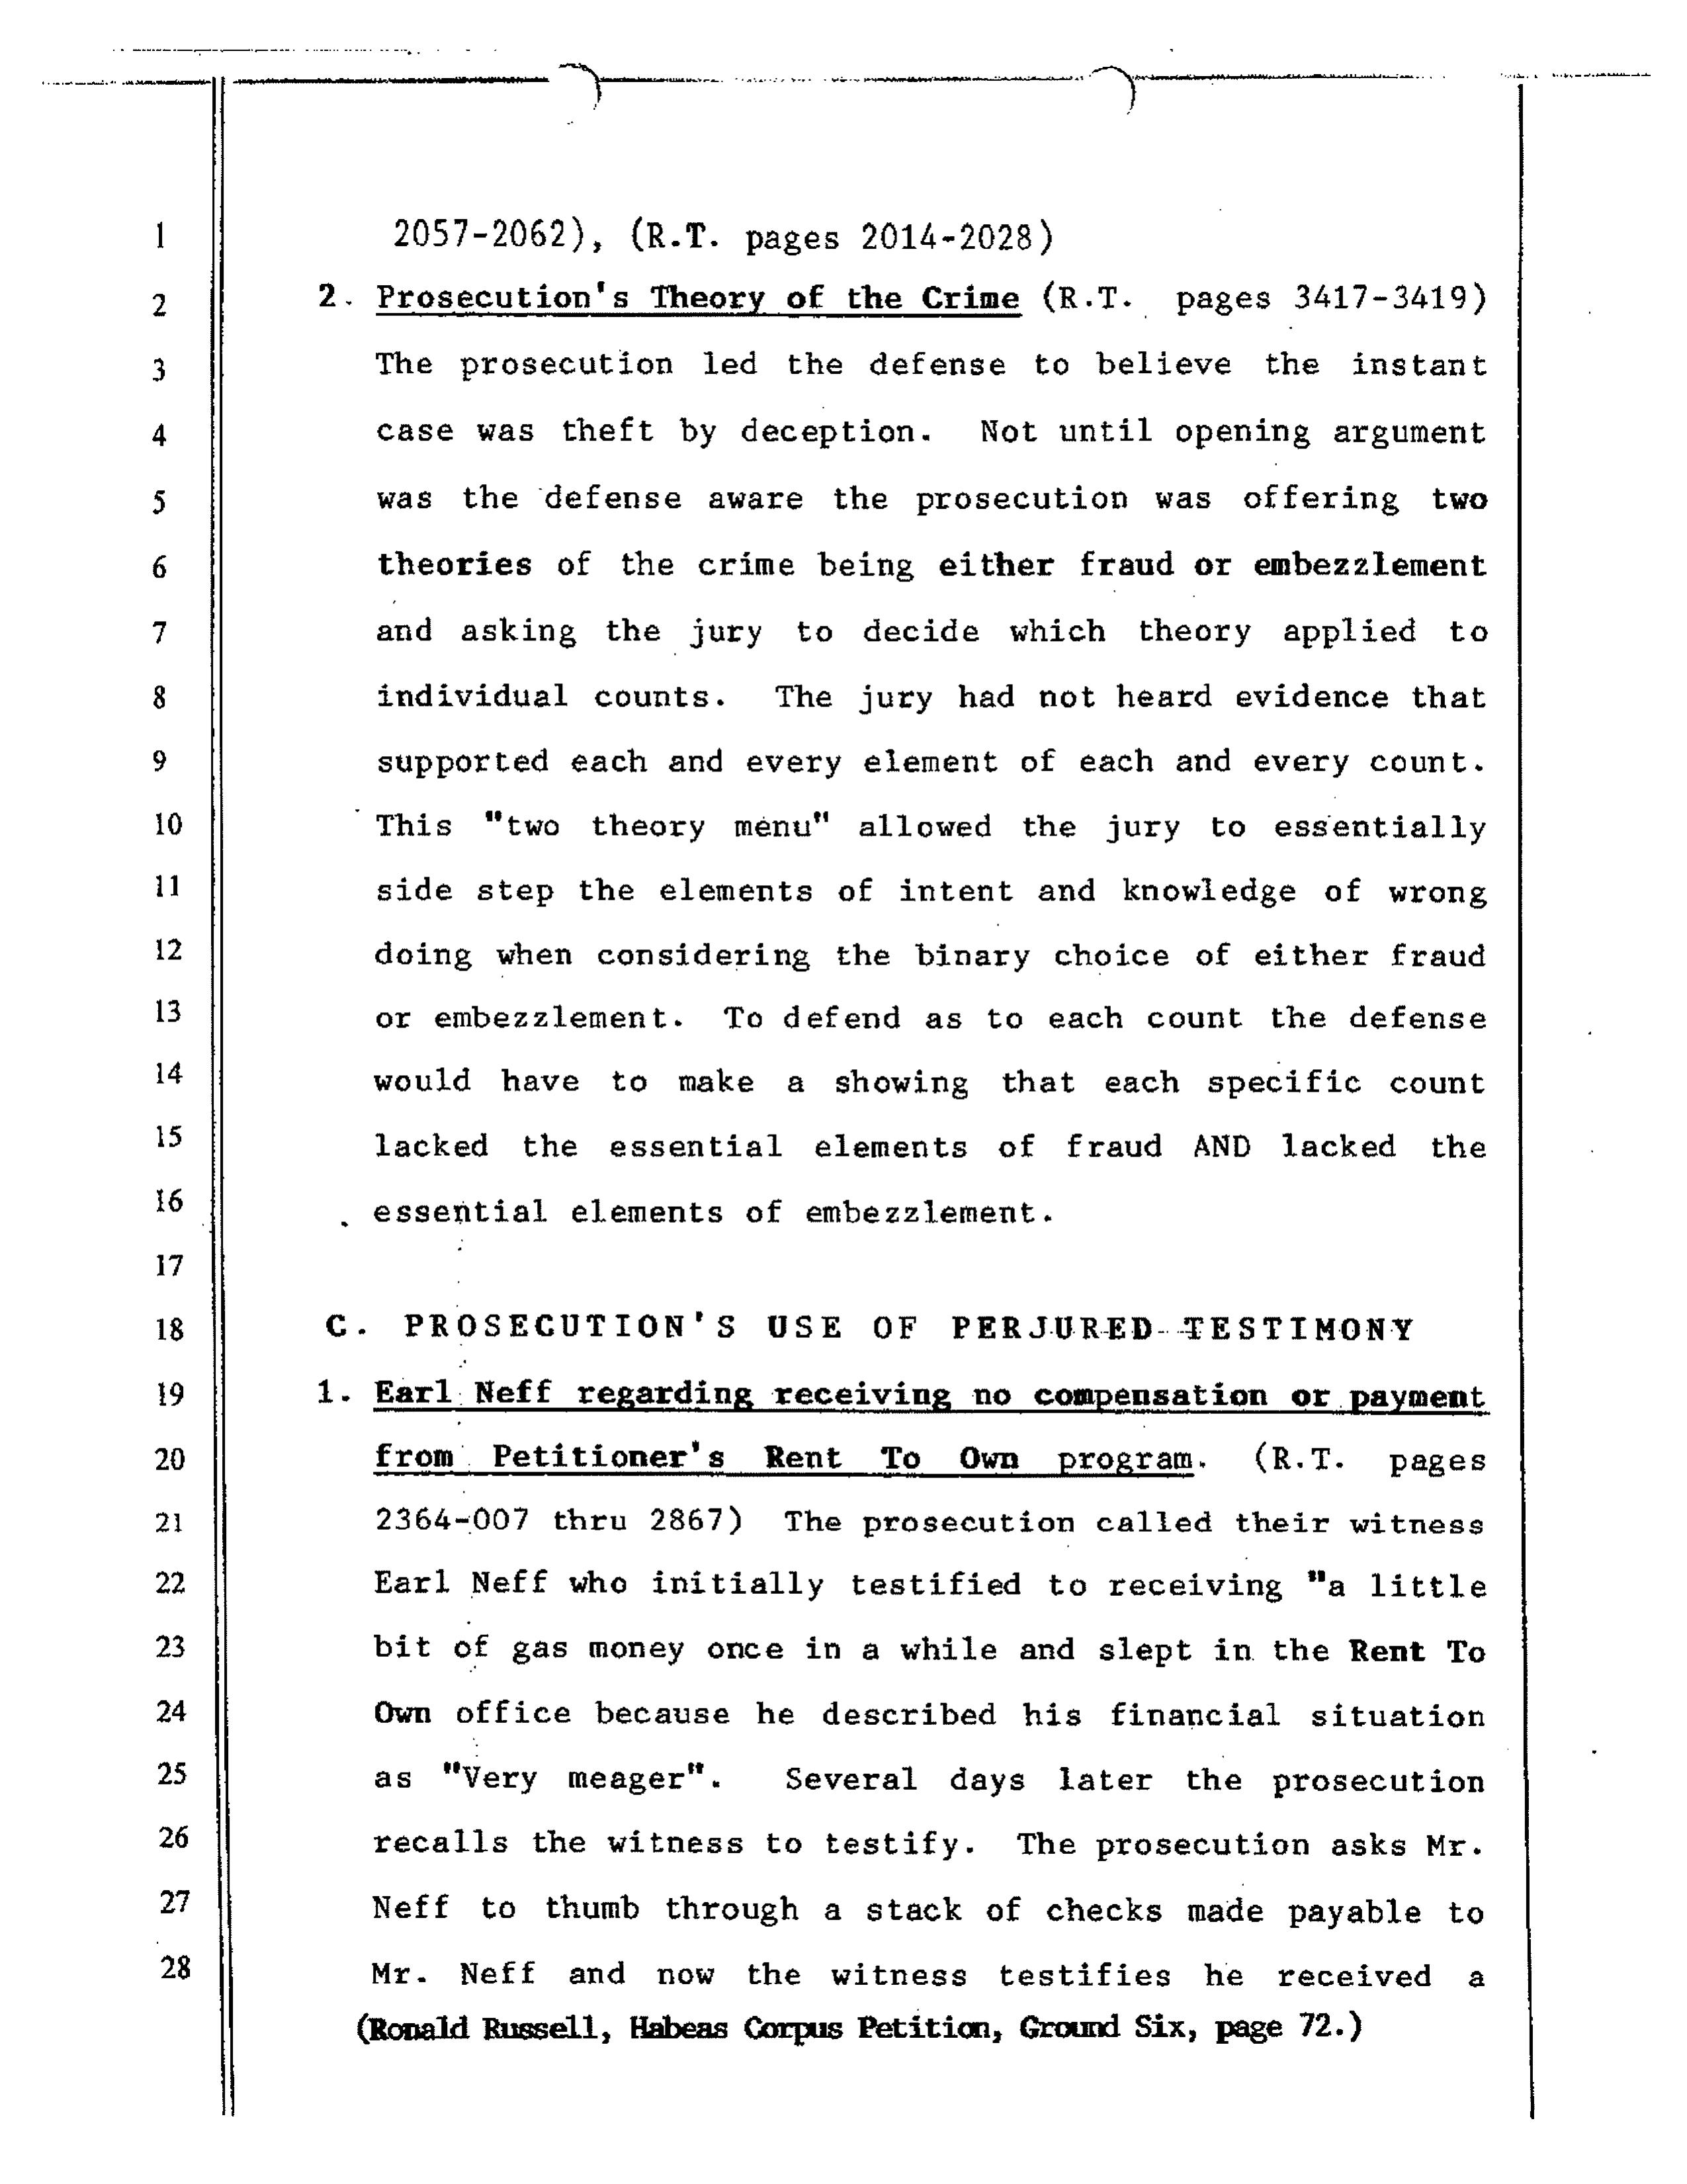 1 2057-2062), (R.T. pages 2014-2028)
2 2. Prosecution's Theory of the Crime (R.T. pages 3417-3419)
3 The prosecution led the defense to believe the instant
4 case was theft by deception. Not until opening argument
5 was the defense aware the prosecution was offering two
6 theories of the crime being either fraud or embezzlement
7 and asking the jury to decide which theory applied to
8 individual counts. The jury had not heard evidence that
9 supported each and every element of each and every count.
10 This "two theory menu" allowed the jury to essentially
11 side step the elements of intent and knowledge of wrong
12 doing when considering the binary choice of either fraud
13 or embezzlement. To defend as to each count the defense
14 would have to make a showing that each specific count
15 lacked the essential elements of fraud AND lacked the
16 essential elements of embezzlement.
17
18 C. PROSECUTION'S USE OF PERJURED TESTIMONY
19 1. Earl Neff regarding receiving no compensation or payment
20 from Petitioner's Rent To Own program. (R.T. pages
21 2364-007 thru 2867) The prosecution called their witness
22 Earl Neff who initially testified to receiving "a little
23 bit of gas money once in a while and slept in the Rent To
24 Own office because he described his financial situation
25 as "Very meager". Several days later the prosecution
26 recalls the witness to testify. The prosecution asks Mr.
27 Neff to thumb through a stack of checks made payable to
28 Mr. Neff and now the witness testifies he received a
(Ronald Russell, Habeas Corpus Petition, Ground Six, page 72.)